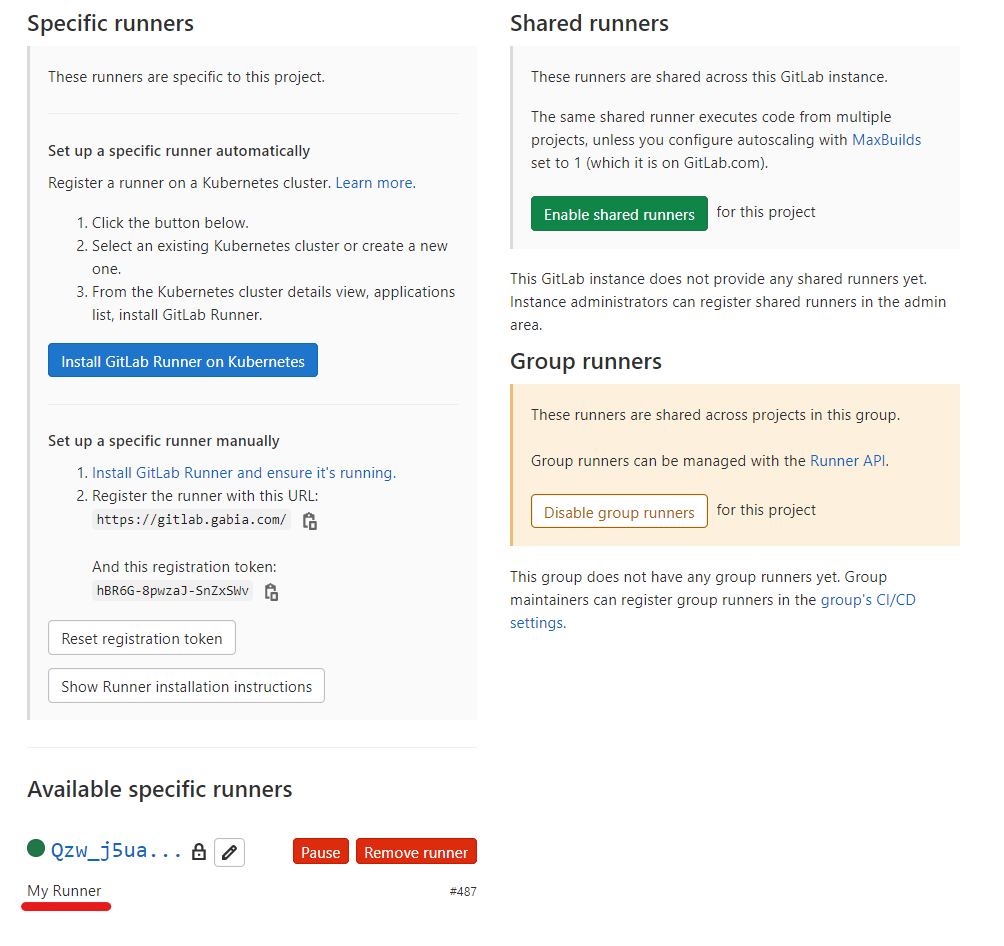 Specific runners
These runners are specific to this project.
Set up a specific runner automatically
Register a runner on a Kubernetes cluster. Learn more.
1. Click the button below.
2. Select an existing Kubernetes cluster or create a new
one.
3. From the Kubernetes cluster details view, applications
list, install GitLab Runner.
Install GitLab Runner on Kubernetes
Set up a specific runner manually
1. Install GitLab Runner and ensure it's running.
2. Register the runner with this URL:
https://gitlab.gabia.com/
And this registration token:
hBR6G-8pwzaJ-SnZxSWv
Reset registration token
Show Runner installation instructions
Available specific runners
Qzw_j5ua...
Pause
Remove runner
My Runner
#487
Shared runners
These runners are shared across this GitLab instance.
The same shared runner executes code from multiple
projects, unless you configure autoscaling with MaxBuilds
set to 1 (which it is on GitLab.com).
Enable shared runners for this project
This GitLab instance does not provide any shared runners yet.
Instance administrators can register shared runners in the admin
area.
Group runners
These runners are shared across projects in this group.
Group runners can be managed with the Runner API.
Disable group runners for this project
This group does not have any group runners yet. Group
maintainers can register group runners in the group's CI/CD
settings.